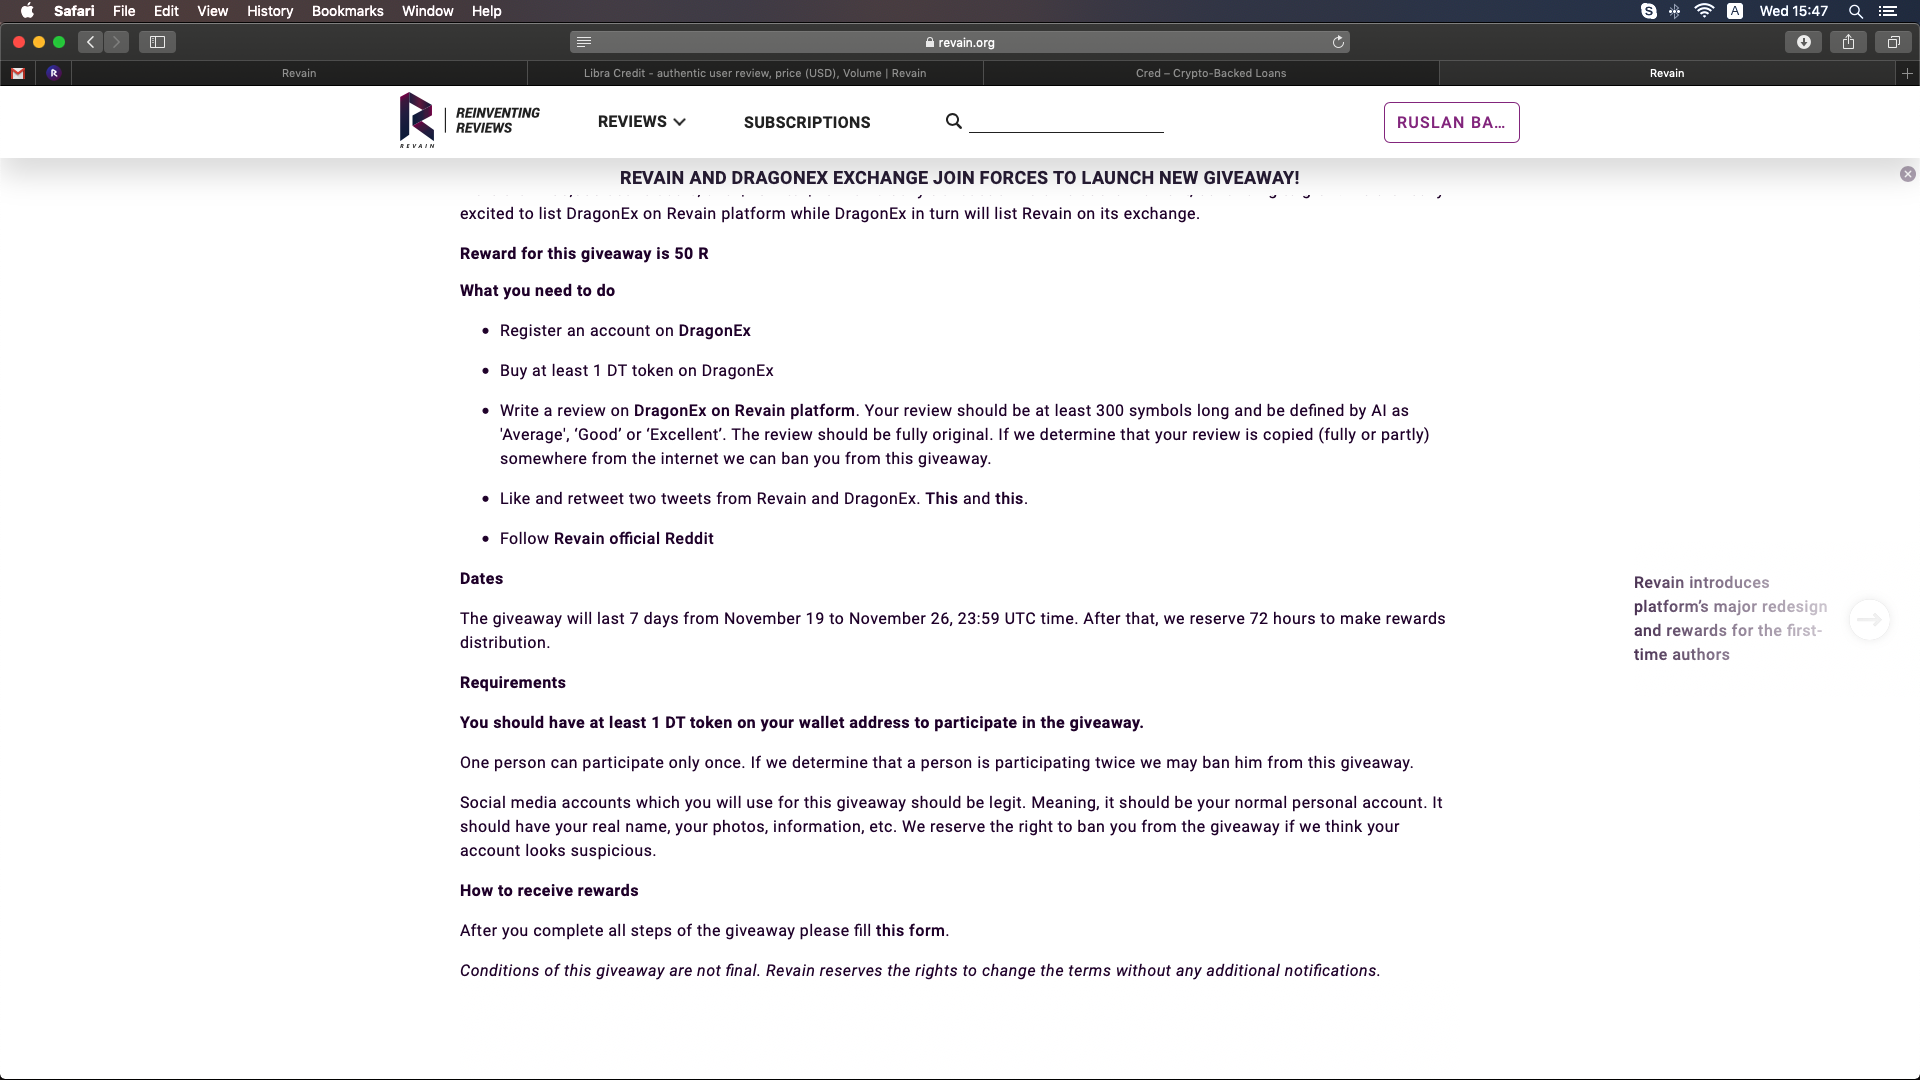 Safari File Edit View History Bookmarks Window Help
A Wed 15:47
revain.org
Revain
Libra Credit - authentic user review, price (USD), Volume | Revain
Cred – Crypto-Backed Loans
Revain
REINVENTING
REVIEWS
REVAIN
REVIEWS
SUBSCRIPTIONS
RUSLAN BA...
REVAIN AND DRAGONEX EXCHANGE JOIN FORCES TO LAUNCH NEW GIVEAWAY!
excited to list DragonEx on Revain platform while DragonEx in turn will list Revain on its exchange.
Reward for this giveaway is 50 R
What you need to do
• Register an account on DragonEx
• Buy at least 1 DT token on DragonEx
• Write a review on DragonEx on Revain platform. Your review should be at least 300 symbols long and be defined by AI as
'Average', ‘Good’ or ‘Excellent’. The review should be fully original. If we determine that your review is copied (fully or partly)
somewhere from the internet we can ban you from this giveaway.
• Like and retweet two tweets from Revain and DragonEx. This and this.
• Follow Revain official Reddit
Dates
The giveaway will last 7 days from November 19 to November 26, 23:59 UTC time. After that, we reserve 72 hours to make rewards
distribution.
Requirements
You should have at least 1 DT token on your wallet address to participate in the giveaway.
One person can participate only once. If we determine that a person is participating twice we may ban him from this giveaway.
Social media accounts which you will use for this giveaway should be legit. Meaning, it should be your normal personal account. It
should have your real name, your photos, information, etc. We reserve the right to ban you from the giveaway if we think your
account looks suspicious.
How to receive rewards
After you complete all steps of the giveaway please fill this form.
Conditions of this giveaway are not final. Revain reserves the rights to change the terms without any additional notifications.
Revain introduces
platform’s major redesign
and rewards for the first-
time authors